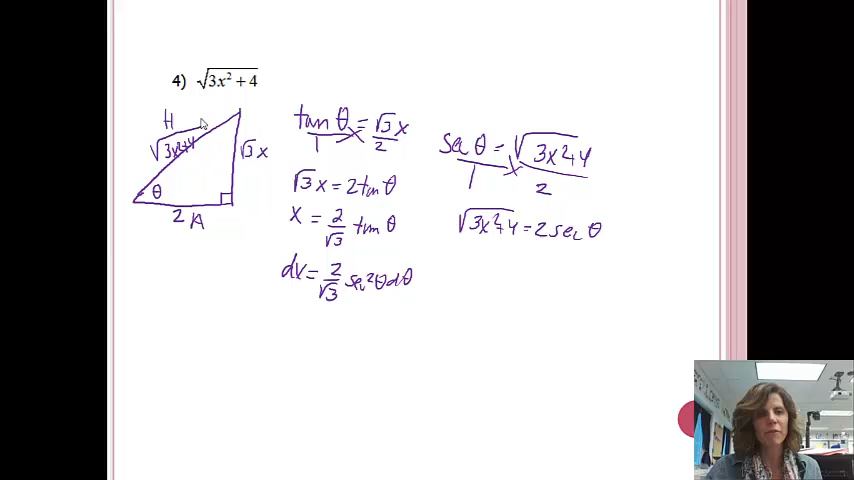 4) √3x² + 4
H
√3x²+4
√3 x
θ
2 A
tan θ = √3 x
1 2
√3 x = 2 tan θ
x = 2/√3 tan θ
dx = 2/√3 sec²θ dθ
sec θ = √3x²+4
1 2
√3x²+4 = 2 sec θ